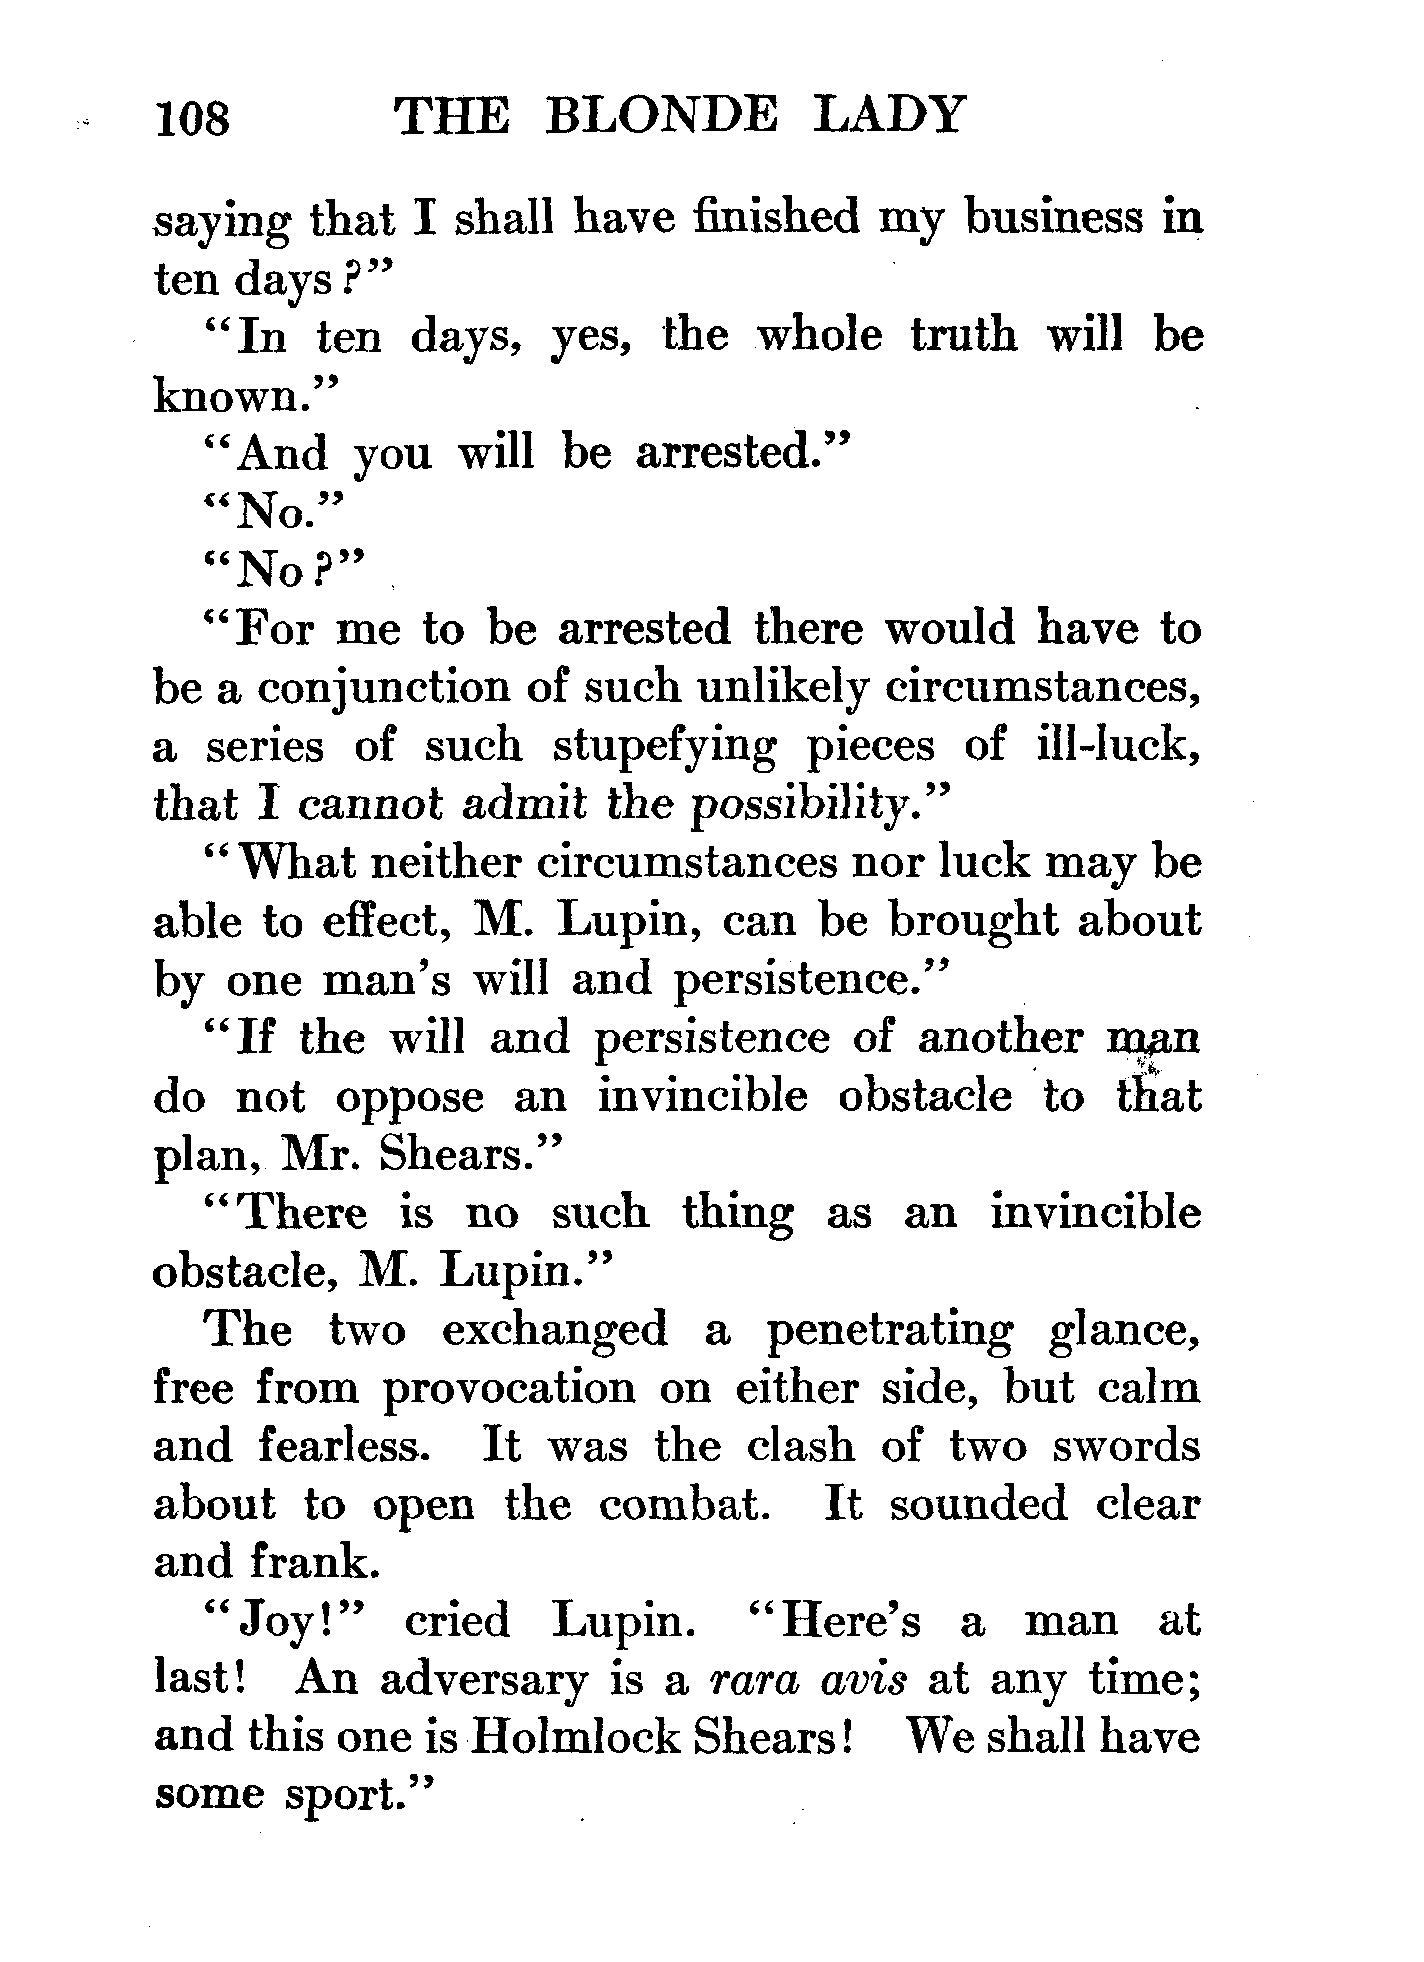 108 THE BLONDE LADY
saying that I shall have finished my business in
ten days?"
"In ten days, yes, the whole truth will be
known."
"And you will be arrested."
"No."
"No?"
"For me to be arrested there would have to
be a conjunction of such unlikely circumstances,
a series of such stupefying pieces of ill-luck,
that I cannot admit the possibility."
"What neither circumstances nor luck may be
able to effect, M. Lupin, can be brought about
by one man's will and persistence."
"If the will and persistence of another man
do not oppose an invincible obstacle to that
plan, Mr. Shears."
"There is no such thing as an invincible
obstacle, M. Lupin."
The two exchanged a penetrating glance,
free from provocation on either side, but calm
and fearless. It was the clash of two swords
about to open the combat. It sounded clear
and frank.
"Joy!" cried Lupin. "Here's a man at
last! An adversary is a rara avis at any time;
and this one is Holmlock Shears! We shall have
some sport."